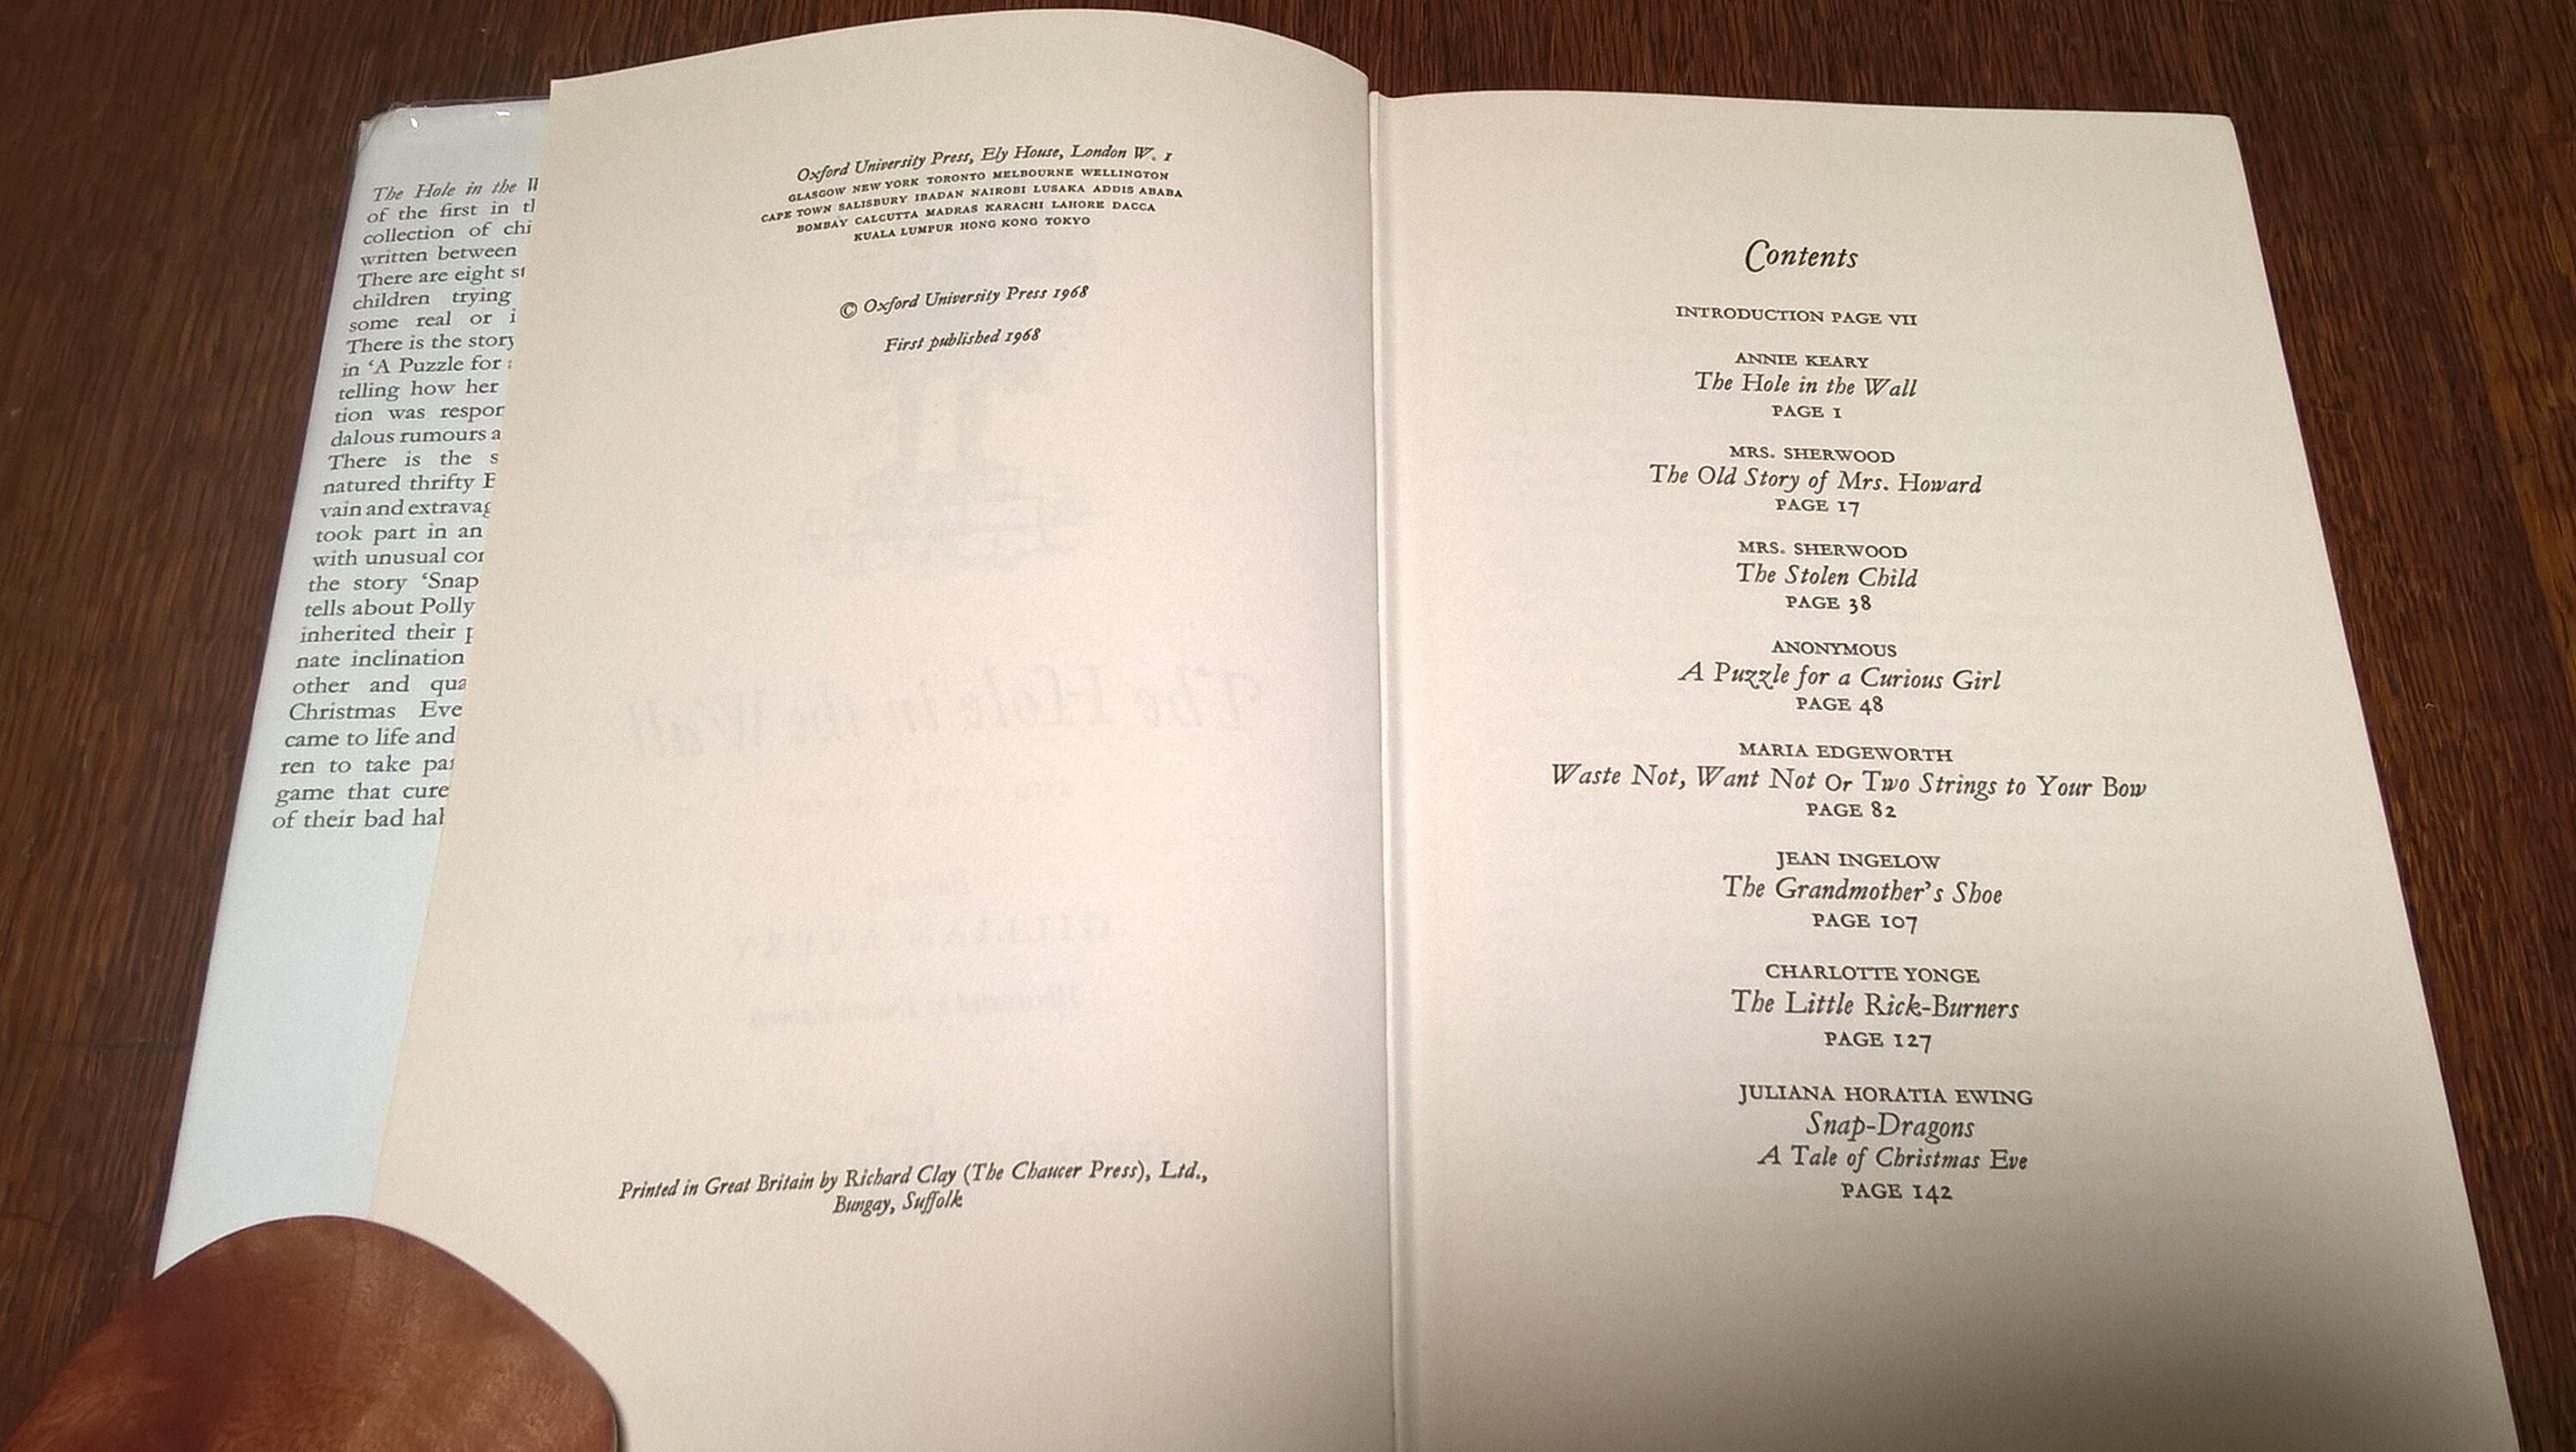 The Hole in the
of the first in
collection of
written between
There are eight
children trying
some real or
There is the story
in ‘A Puzzle for
telling how her
tion was
dalous rumours
There is the
natured thrifty
vain and
took part in an
with unusual
the story ‘Snap
tells about Polly
inherited their
nate inclination
other and
Christmas Eve
came to life and
ren to take
game that cure
of their bad
Oxford University Press, Ely House, London W. 1
GLASGOW NEW YORK TORONTO MELBOURNE WELLINGTON
CAPE TOWN SALISBURY IBADAN NAIROBI LUSAKA ADDIS ABABA
BOMBAY CALCUTTA MADRAS KARACHI LAHORE DACCA
KUALA LUMPUR HONG KONG TOKYO
© Oxford University Press 1968
First published 1968
Printed in Great Britain by Richard Clay (The Chaucer Press), Ltd.,
Bungay, Suffolk
Contents
INTRODUCTION PAGE VII
ANNIE KEARY
The Hole in the Wall
PAGE 1
MRS. SHERWOOD
The Old Story of Mrs. Howard
PAGE 17
MRS. SHERWOOD
The Stolen Child
PAGE 38
ANONYMOUS
A Puzzle for a Curious Girl
PAGE 48
MARIA EDGEWORTH
Waste Not, Want Not Or Two Strings to Your Bow
PAGE 82
JEAN INGELOW
The Grandmother's Shoe
PAGE 107
CHARLOTTE YONGE
The Little Rick-Burners
PAGE 127
JULIANA HORATIA EWING
Snap-Dragons
A Tale of Christmas Eve
PAGE 142